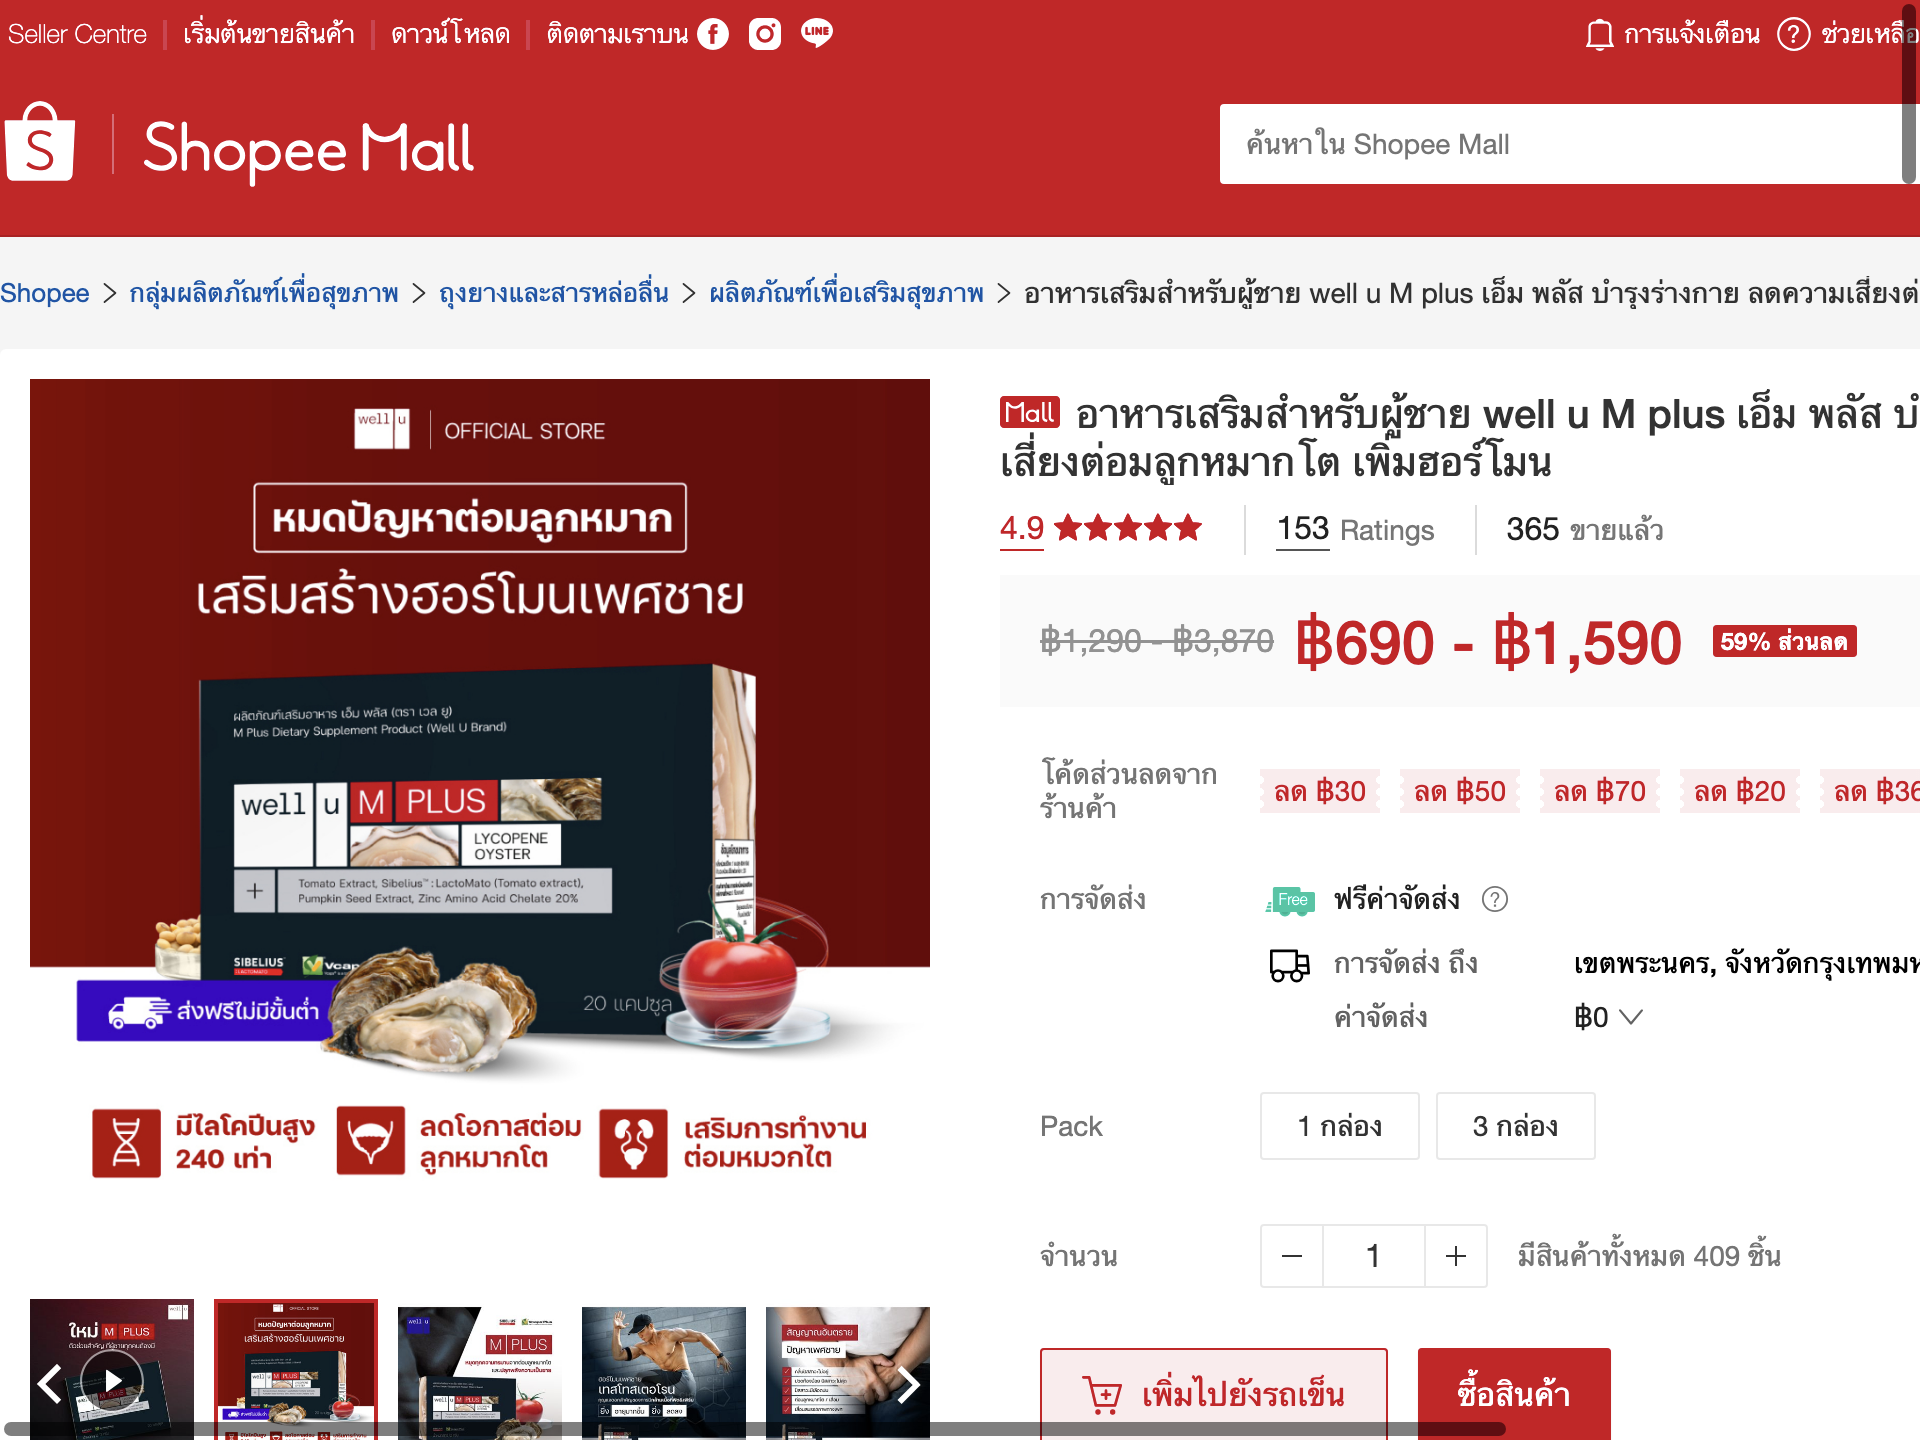 Seller Centre
เริ่มต้นขายสินค้า
ดาวน์โหลด
ติดตามเราบน
LINE
การแจ้งเตือน
ช่วยเหลือ
Shopee Mall
ค้นหาใน Shopee Mall
Shopee > กลุ่มผลิตภัณฑ์เพื่อสุขภาพ > ถุงยางและสารหล่อลื่น > ผลิตภัณฑ์เพื่อเสริมสุขภาพ > อาหารเสริมสำหรับผู้ชาย well u M plus เอ็ม พลัส บำรุงร่างกาย ลดความเสี่ยงต่
well u OFFICIAL STORE
หมดปัญหาต่อมลูกหมาก
เสริมสร้างฮอร์โมนเพศชาย
ผลิตภัณฑ์เสริมอาหาร เอ็ม พลัส (ตรา เวล ยู)
M Plus Dietary Supplement Product (Well U Brand)
well u M PLUS
LYCOPENE
OYSTER
+
Tomato Extract, Sibelius™ : LactoMato (Tomato extract),
Pumpkin Seed Extract, Zinc Amino Acid Chelate 20%
SIBELIUS
Vcap
20 แคปซูล
ส่งฟรีไม่มีขั้นต่ำ
มีไลโคปีนสูง
240 เท่า
ลดโอกาสต่อม
ลูกหมากโต
เสริมการทำงาน
ต่อมหมวกไต
Mall อาหารเสริมสำหรับผู้ชาย well u M plus เอ็ม พลัส บำ
เสี่ยงต่อมลูกหมากโต เพิ่มฮอร์โมน
4.9
153 Ratings
365 ขายแล้ว
฿1,290 - ฿3,870
฿690 - ฿1,590
59% ส่วนลด
โค้ดส่วนลดจาก
ร้านค้า
ลด ฿30
ลด ฿50
ลด ฿70
ลด ฿20
ลด ฿36
การจัดส่ง
Free
ฟรีค่าจัดส่ง
การจัดส่ง ถึง
เขตพระนคร, จังหวัดกรุงเทพมห
ค่าจัดส่ง
฿0
Pack
1 กล่อง
3 กล่อง
จำนวน
1
มีสินค้าทั้งหมด 409 ชิ้น
เพิ่มไปยังรถเข็น
ซื้อสินค้า
ใหม่ M PLUS
หมดปัญหาต่อมลูกหมาก
เสริมสร้างฮอร์โมนเพศชาย
well u
M PLUS
ฮอร์โมนเพศชาย
เทสโทสเตอโรน
สัญญาณอันตราย
ปัญหาเพศชาย